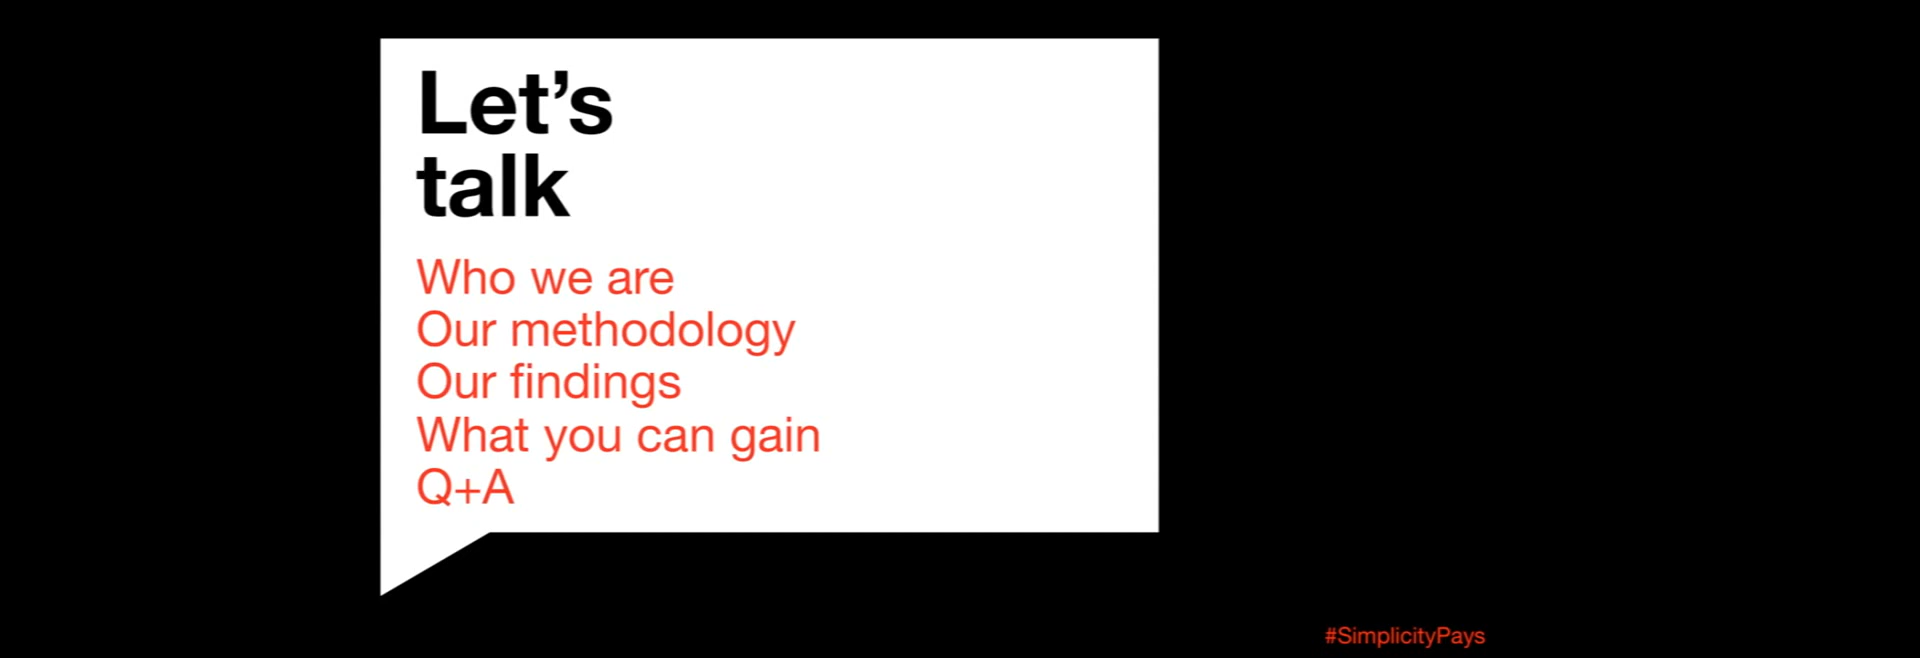 Let’s
talk
Who we are
Our methodology
Our findings
What you can gain
Q+A
#SimplicityPays